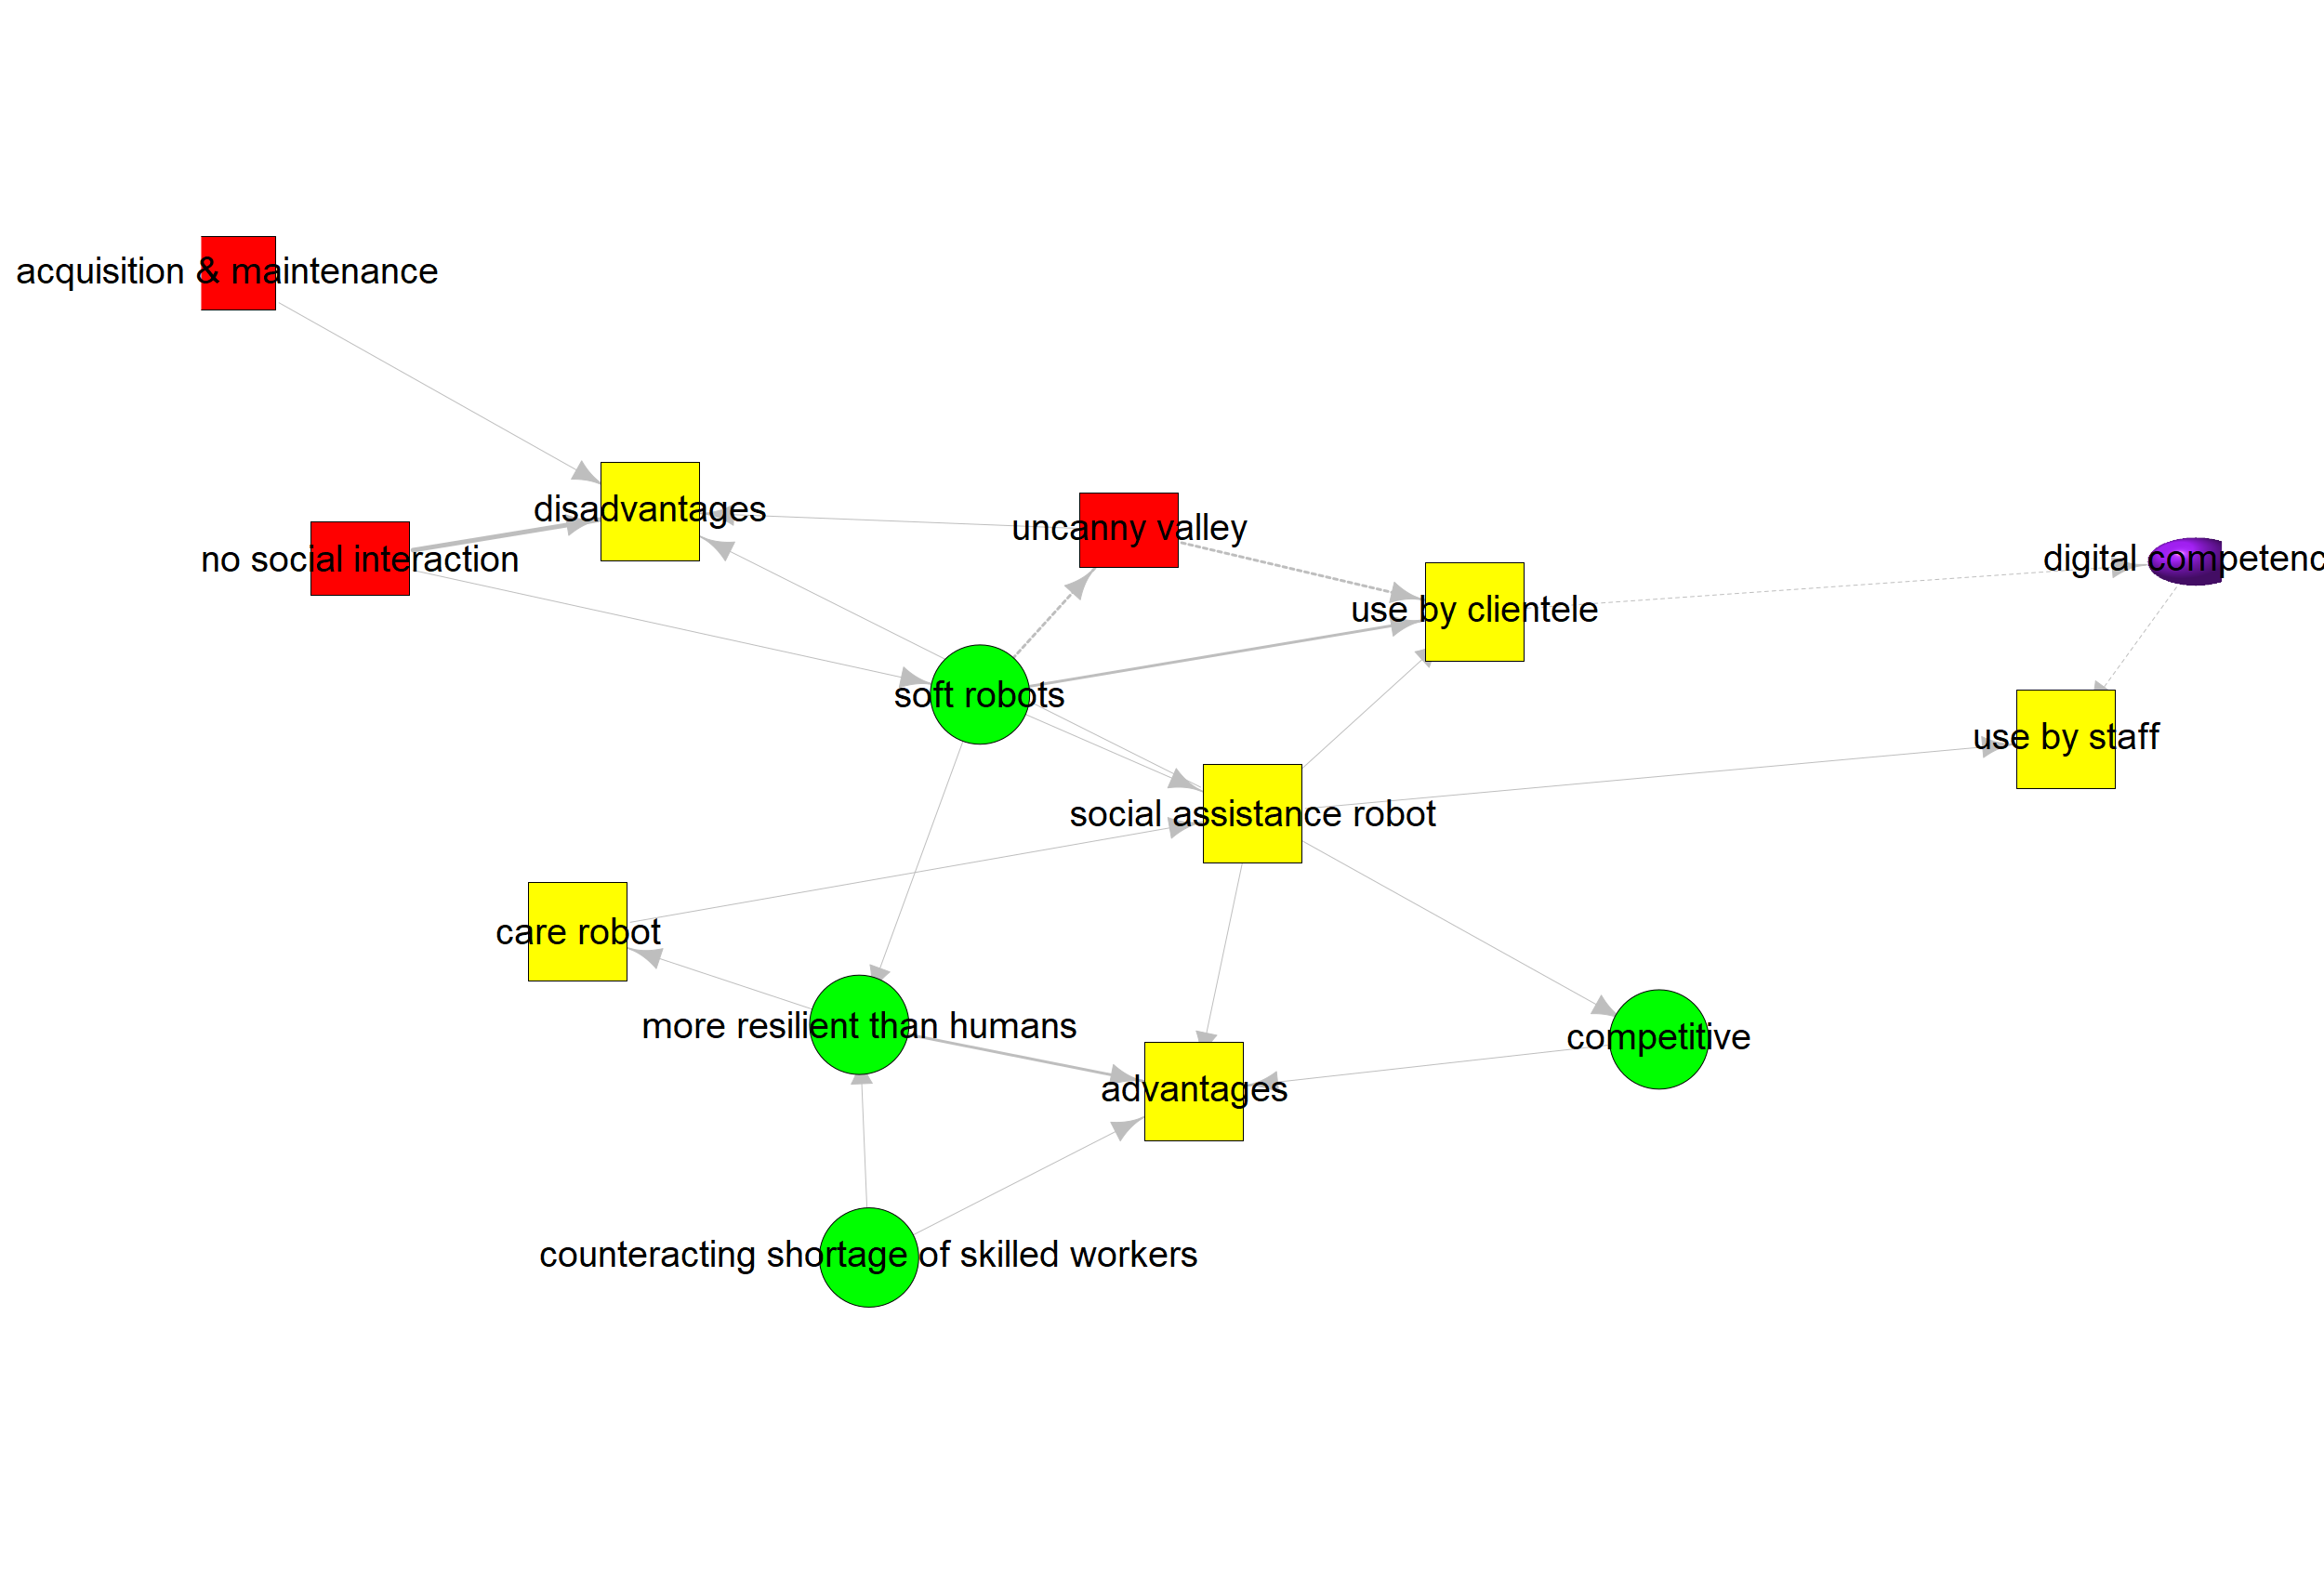 acquisition & maintenance
disadvantages
uncanny valley
no social interaction
digital competenc
use by clientele
soft robots
use by staff
social assistance robot
care robot
more resilient than humans
competitive
advantages
counteracting shortage of skilled workers